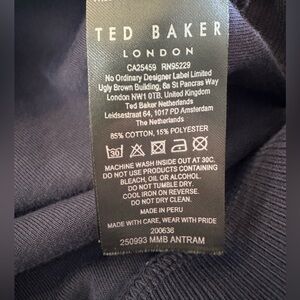 TED BAKER
LONDON
CA25459 RN95229
No Ordinary Designer Label Limited
Ugly Brown Building, 6a St Pancras Way
London NW1 0TB, United Kingdom
Ted Baker Netherlands
Leidsestraat 64, 1017 PD Amsterdam
The Netherlands
85% COTTON, 15% POLYESTER
30
MACHINE WASH INSIDE OUT AT 30C.
DO NOT USE PRODUCTS CONTAINING
BLEACH, OIL OR ALCOHOL.
DO NOT TUMBLE DRY.
COOL IRON ON REVERSE.
DO NOT DRY CLEAN.
MADE IN PERU
MADE WITH CARE, WEAR WITH PRIDE
200636
250993 MMB ANTRAM